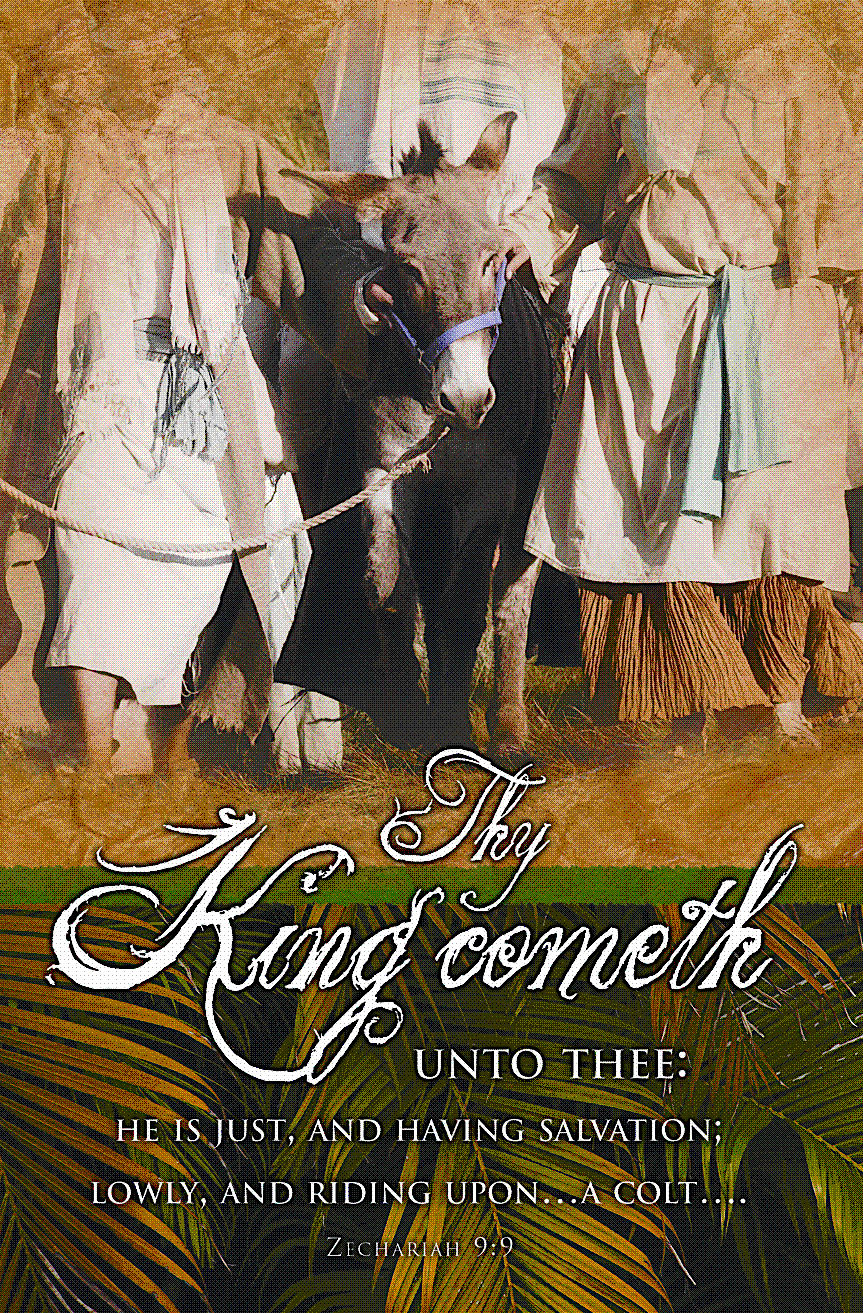 Thy
King cometh
UNTO THEE:
HE IS JUST, AND HAVING SALVATION;
LOWLY, AND RIDING UPON...A COLT....
ZECHARIAH 9:9